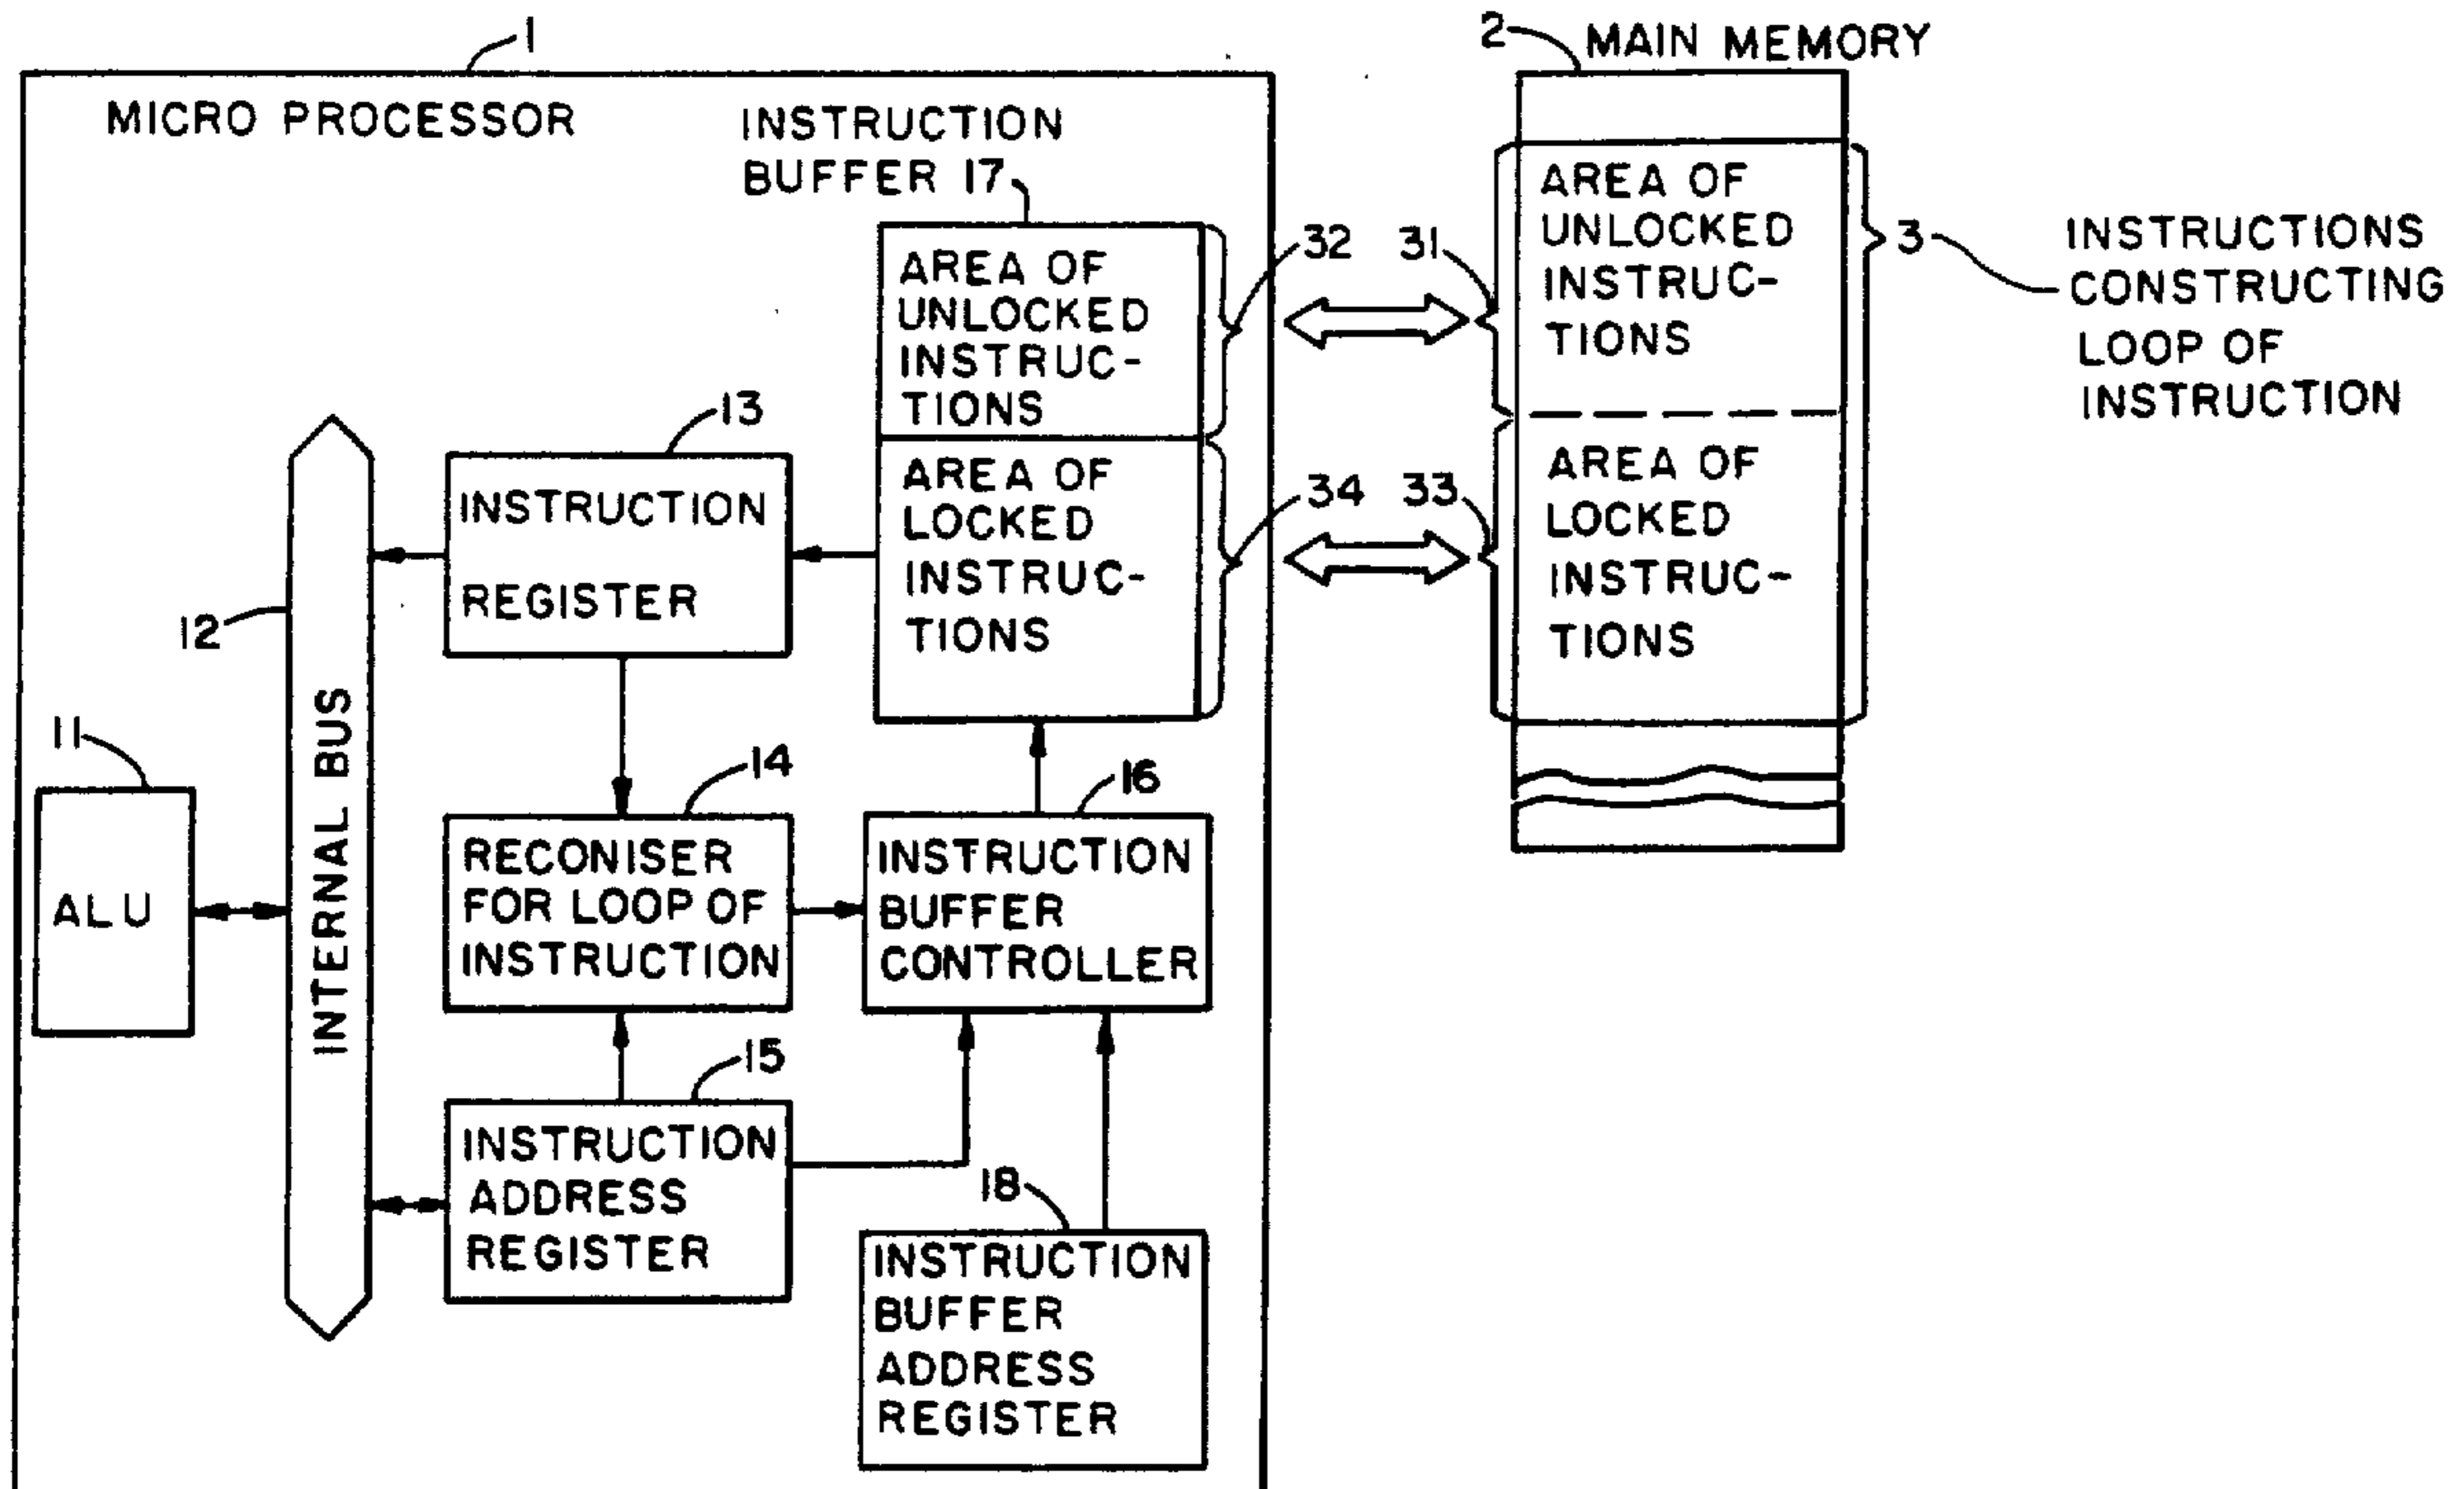 1
MICRO PROCESSOR
INSTRUCTION
BUFFER 17
AREA OF
UNLOCKED
INSTRUC-
TIONS
32
AREA OF
LOCKED
INSTRUC-
TIONS
34
13
INSTRUCTION
REGISTER
12
INTERNAL BUS
11
ALU
14
RECONISER
FOR LOOP OF
INSTRUCTION
16
INSTRUCTION
BUFFER
CONTROLLER
15
INSTRUCTION
ADDRESS
REGISTER
18
INSTRUCTION
BUFFER
ADDRESS
REGISTER
2 MAIN MEMORY
31
AREA OF
UNLOCKED
INSTRUC-
TIONS
33
AREA OF
LOCKED
INSTRUC-
TIONS
3
INSTRUCTIONS
CONSTRUCTING
LOOP OF
INSTRUCTION